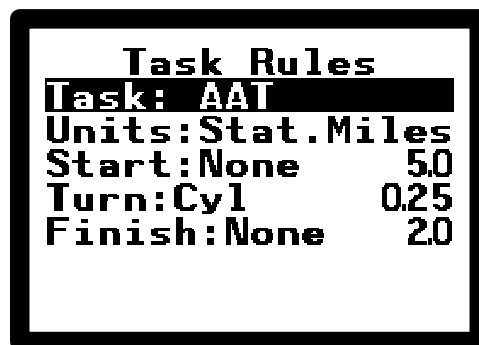 Task Rules
Task: AAT
Units:Stat.Miles
Start:None 5.0
Turn:Cyl 0.25
Finish:None 2.0